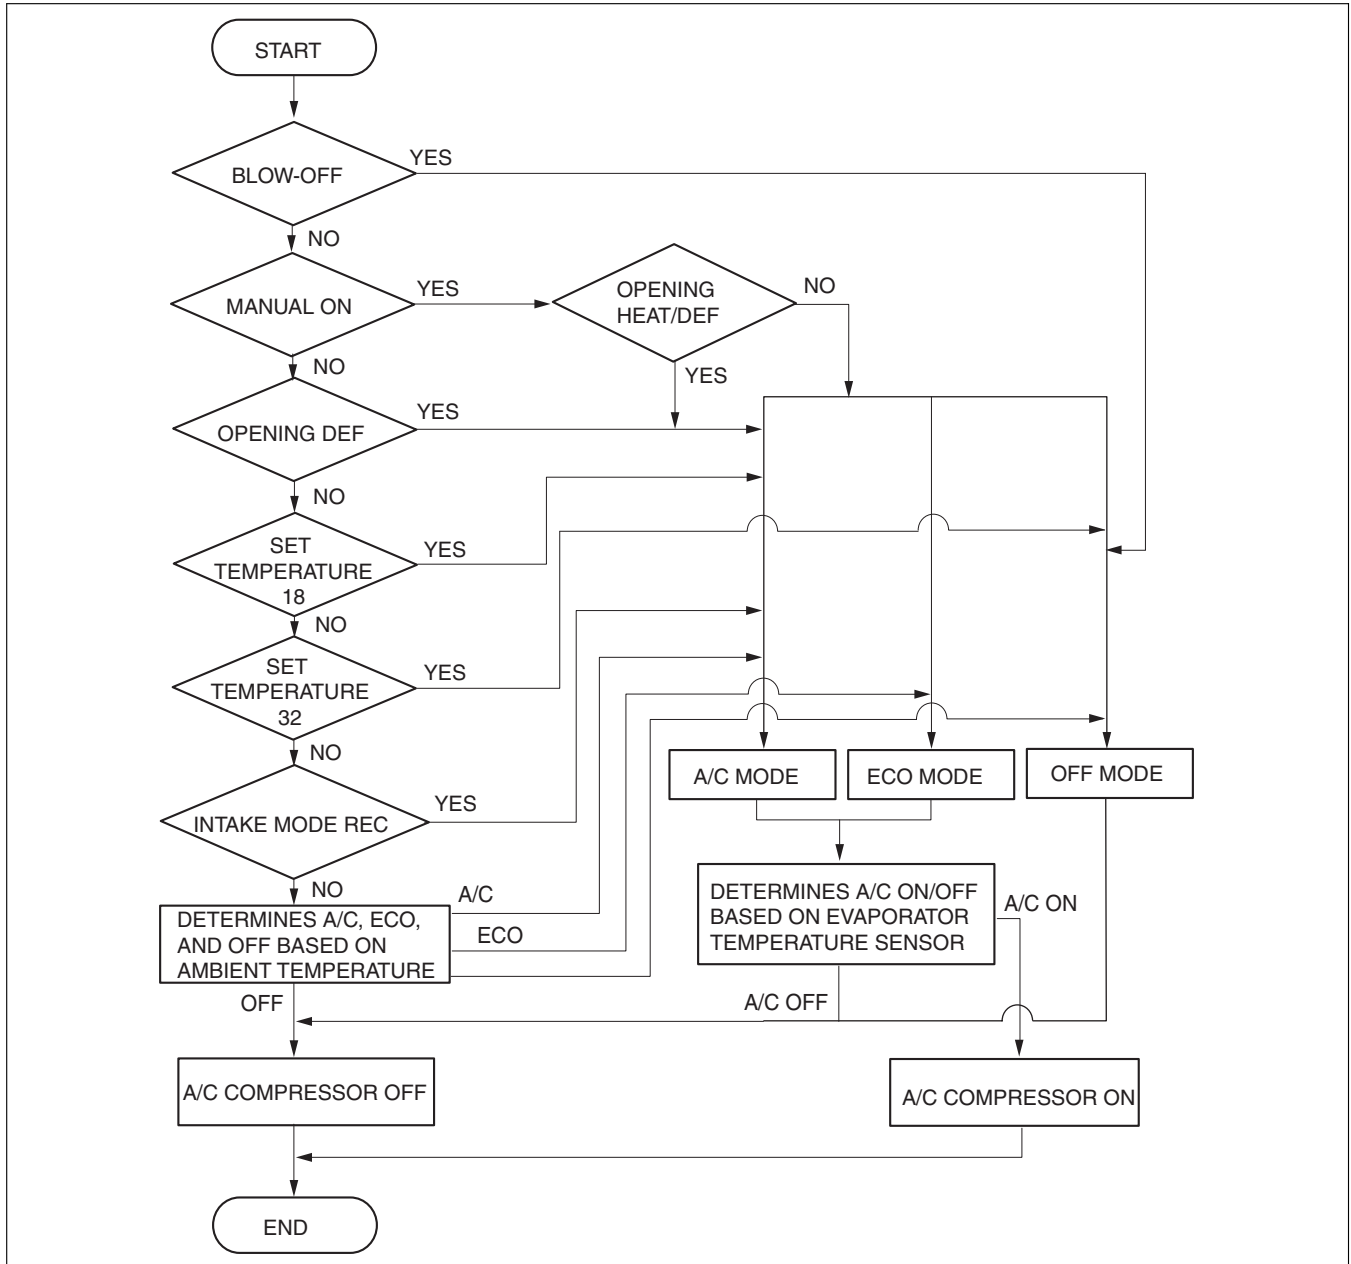 START
BLOW-OFF
YES
NO
MANUAL ON
YES
OPENING
HEAT/DEF
NO
NO
YES
OPENING DEF
YES
NO
SET
TEMPERATURE
18
YES
NO
SET
TEMPERATURE
32
YES
NO
A/C MODE
ECO MODE
OFF MODE
INTAKE MODE REC
YES
NO
DETERMINES A/C, ECO,
AND OFF BASED ON
AMBIENT TEMPERATURE
A/C
ECO
OFF
DETERMINES A/C ON/OFF
BASED ON EVAPORATOR
TEMPERATURE SENSOR
A/C ON
A/C OFF
A/C COMPRESSOR OFF
A/C COMPRESSOR ON
END